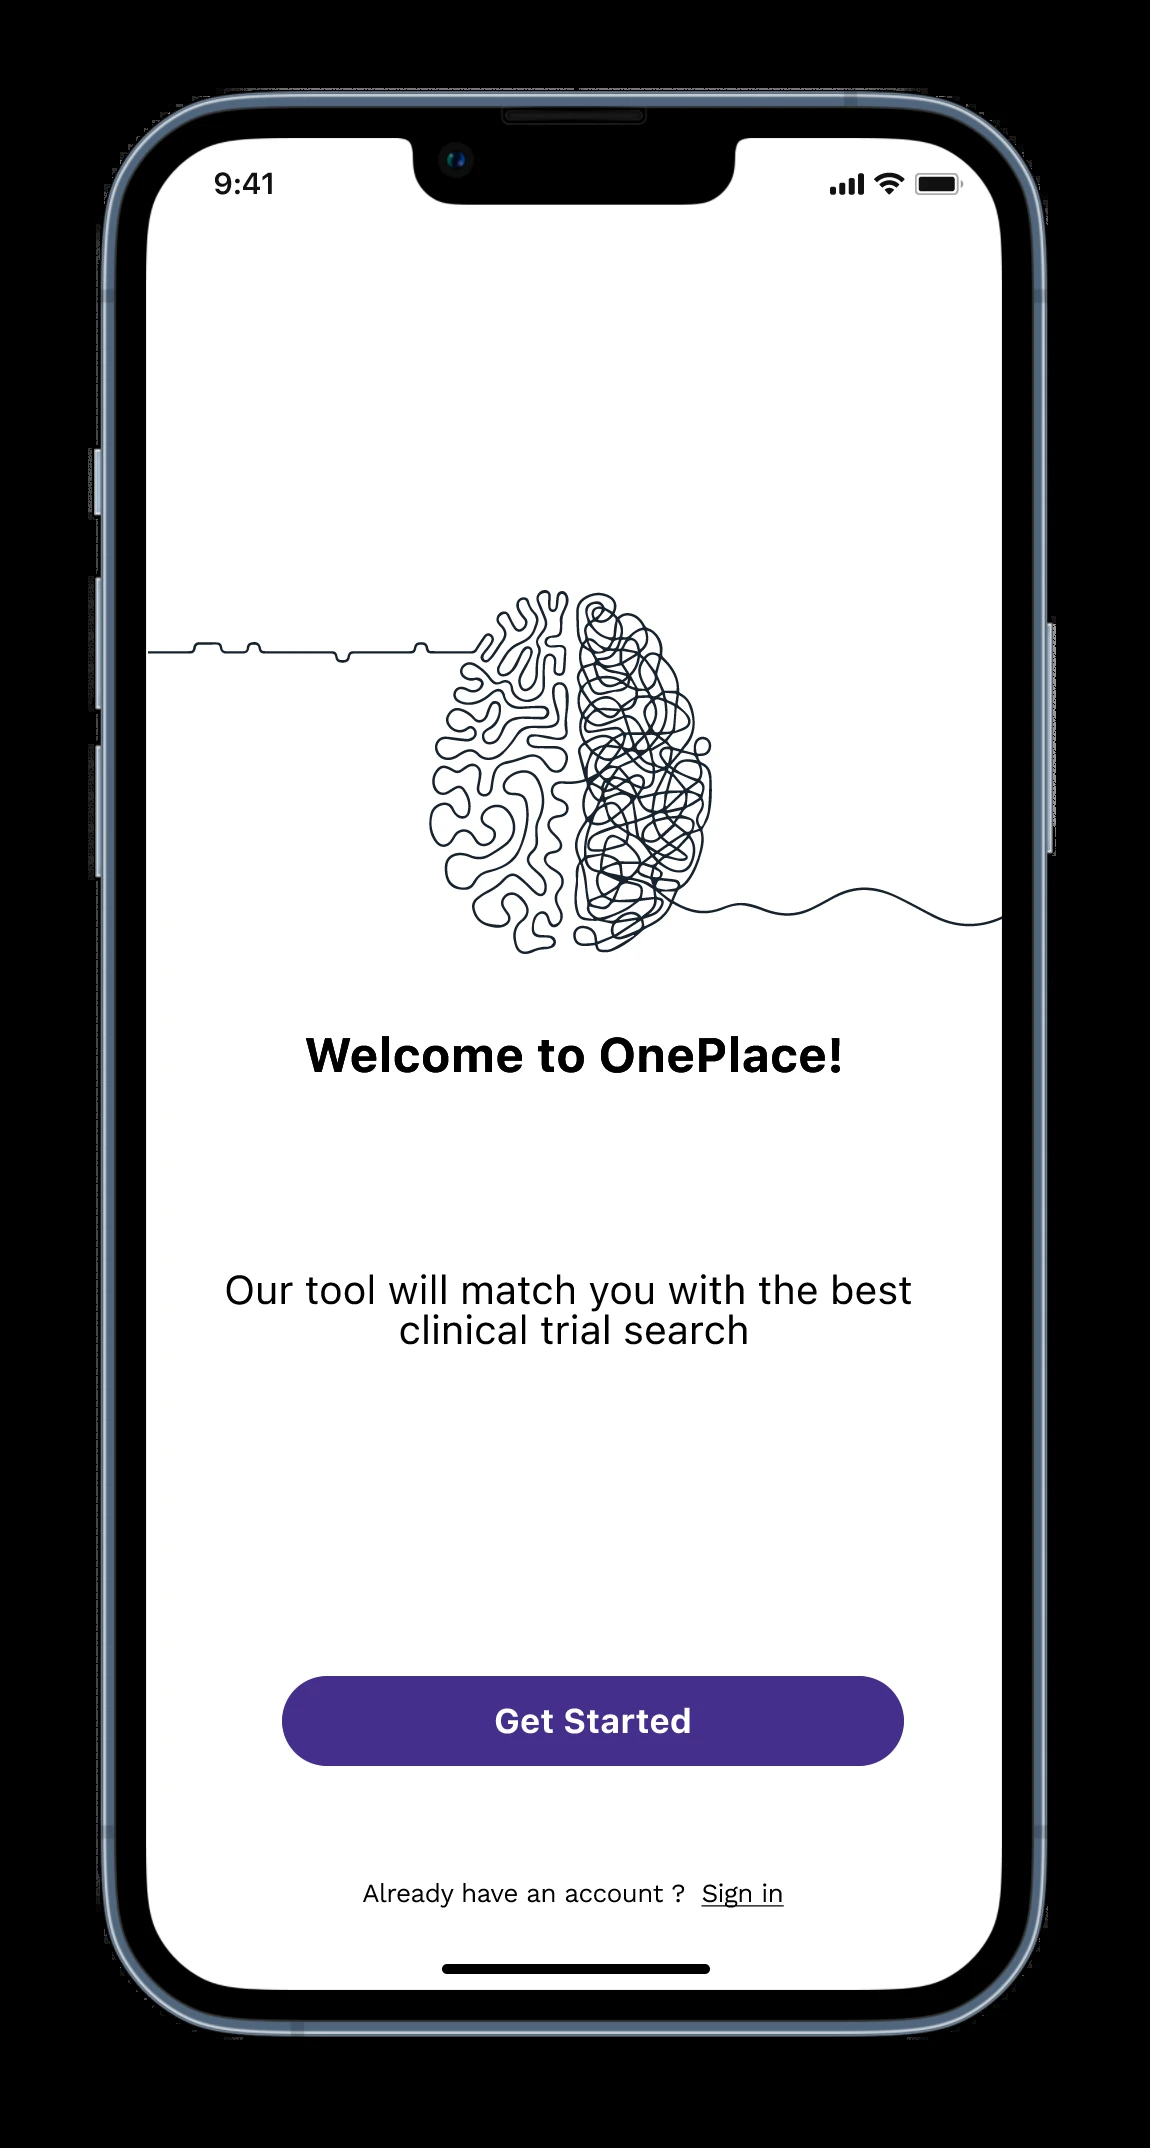 9:41
Welcome to OnePlace!
Our tool will match you with the best
clinical trial search
Get Started
Already have an account ? Sign in